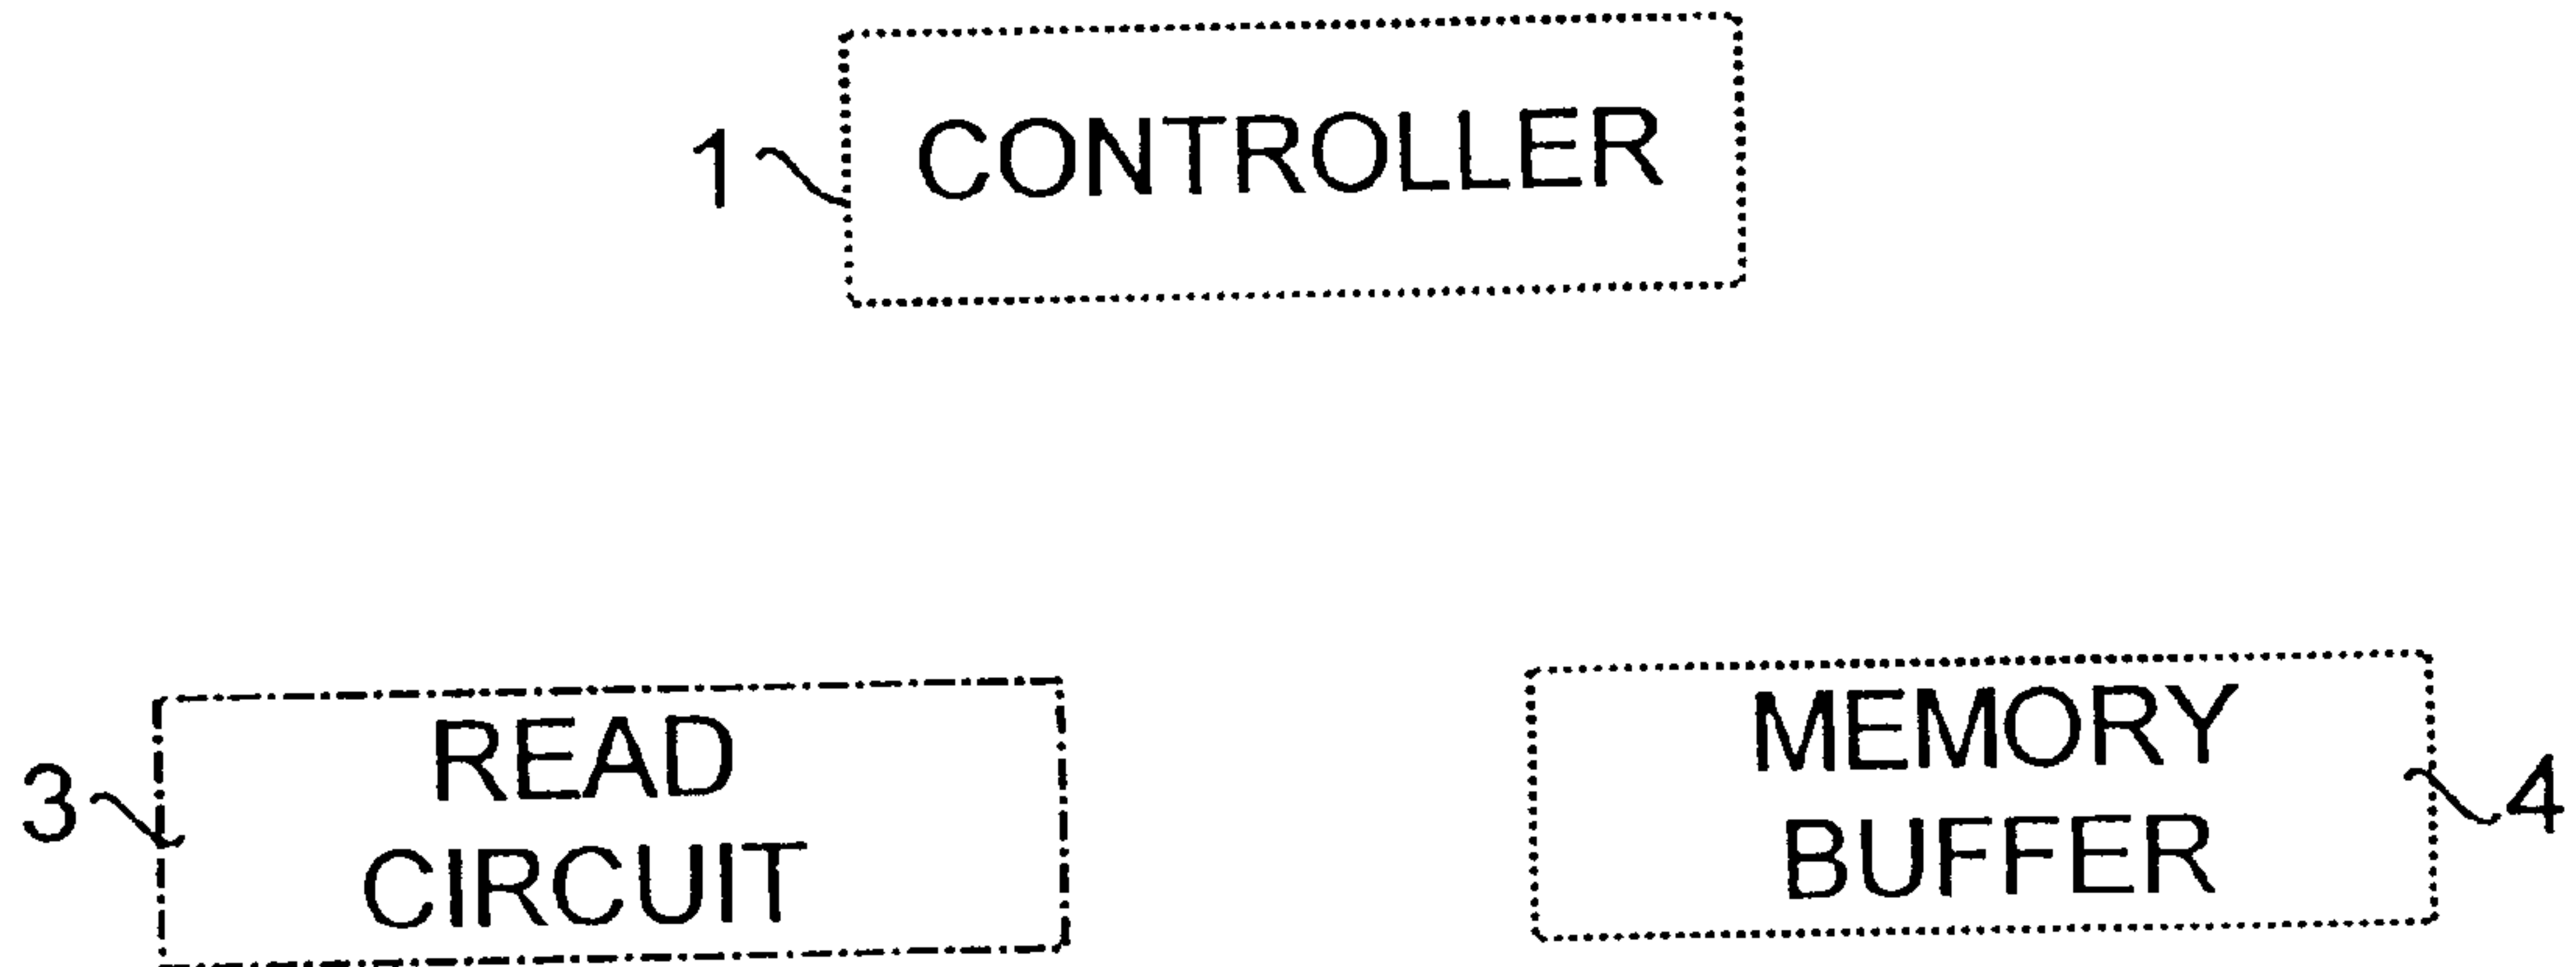 1 CONTROLLER
3
READ
CIRCUIT
MEMORY
BUFFER
4